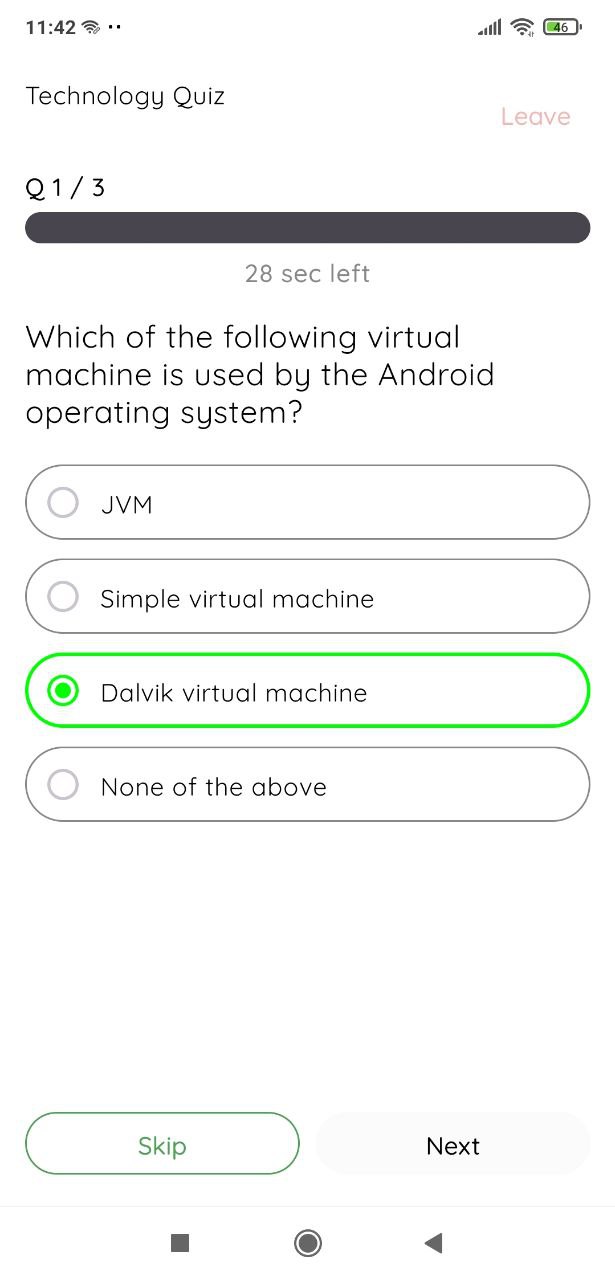 11:42
46
Technology Quiz
Leave
Q 1 / 3
28 sec left
Which of the following virtual
machine is used by the Android
operating system?
JVM
Simple virtual machine
Dalvik virtual machine
None of the above
Skip
Next